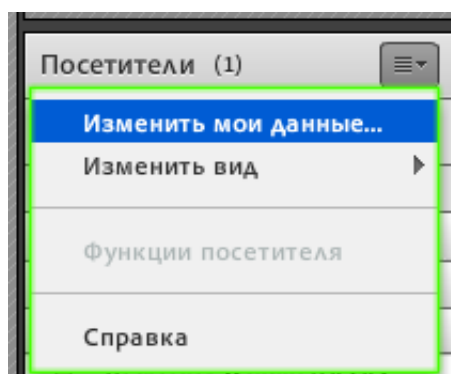 Посетители (1)
Изменить мои данные...
Изменить вид
Функции посетителя
Справка